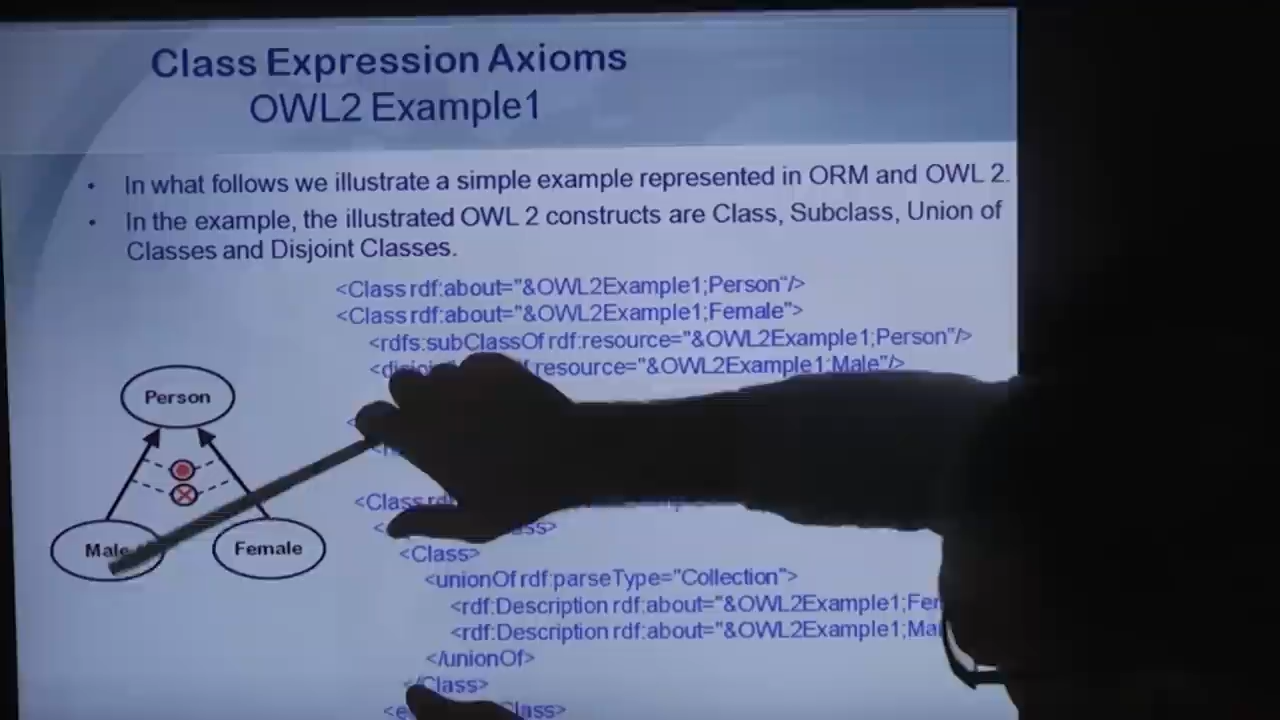 Class Expression Axioms
OWL2 Example1
• In what follows we illustrate a simple example represented in ORM and OWL 2.
• In the example, the illustrated OWL 2 constructs are Class, Subclass, Union of
Classes and Disjoint Classes.
<Class rdf:about="&OWL2Example1;Person"/>
<Class rdf:about="&OWL2Example1;Female">
<rdfs:subClassOf rdf:resource="&OWL2Example1;Person"/>
resource="&OWL2Example1;Male"/>
Person
Male
Female
<Class
<Class>
<unionOf rdf:parseType="Collection">
<rdf:Description rdf:about="&OWL2Example1;
<rdf:Description rdf:about="&OWL2Example1;
</unionOf>
</Class>